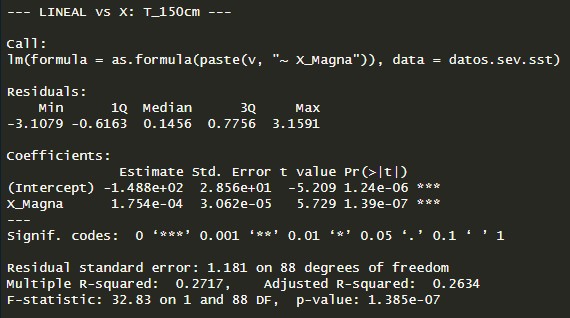 --- LINEAL vs X: T_150cm ---
Call:
lm(formula = as.formula(paste(v, "~ X_Magna")), data = datos.sev.sst)
Residuals:
    Min      1Q  Median      3Q     Max
-3.1079 -0.6163  0.1456  0.7756  3.1591
Coefficients:
              Estimate Std. Error t value Pr(>|t|)
(Intercept) -1.488e+02  2.856e+01  -5.209 1.24e-06 ***
X_Magna      1.754e-04  3.062e-05   5.729 1.39e-07 ***
---
Signif. codes:  0 ‘***’ 0.001 ‘**’ 0.01 ‘*’ 0.05 ‘.’ 0.1 ‘ ’ 1
Residual standard error: 1.181 on 88 degrees of freedom
Multiple R-squared:  0.2717,    Adjusted R-squared:  0.2634
F-statistic: 32.83 on 1 and 88 DF,  p-value: 1.385e-07